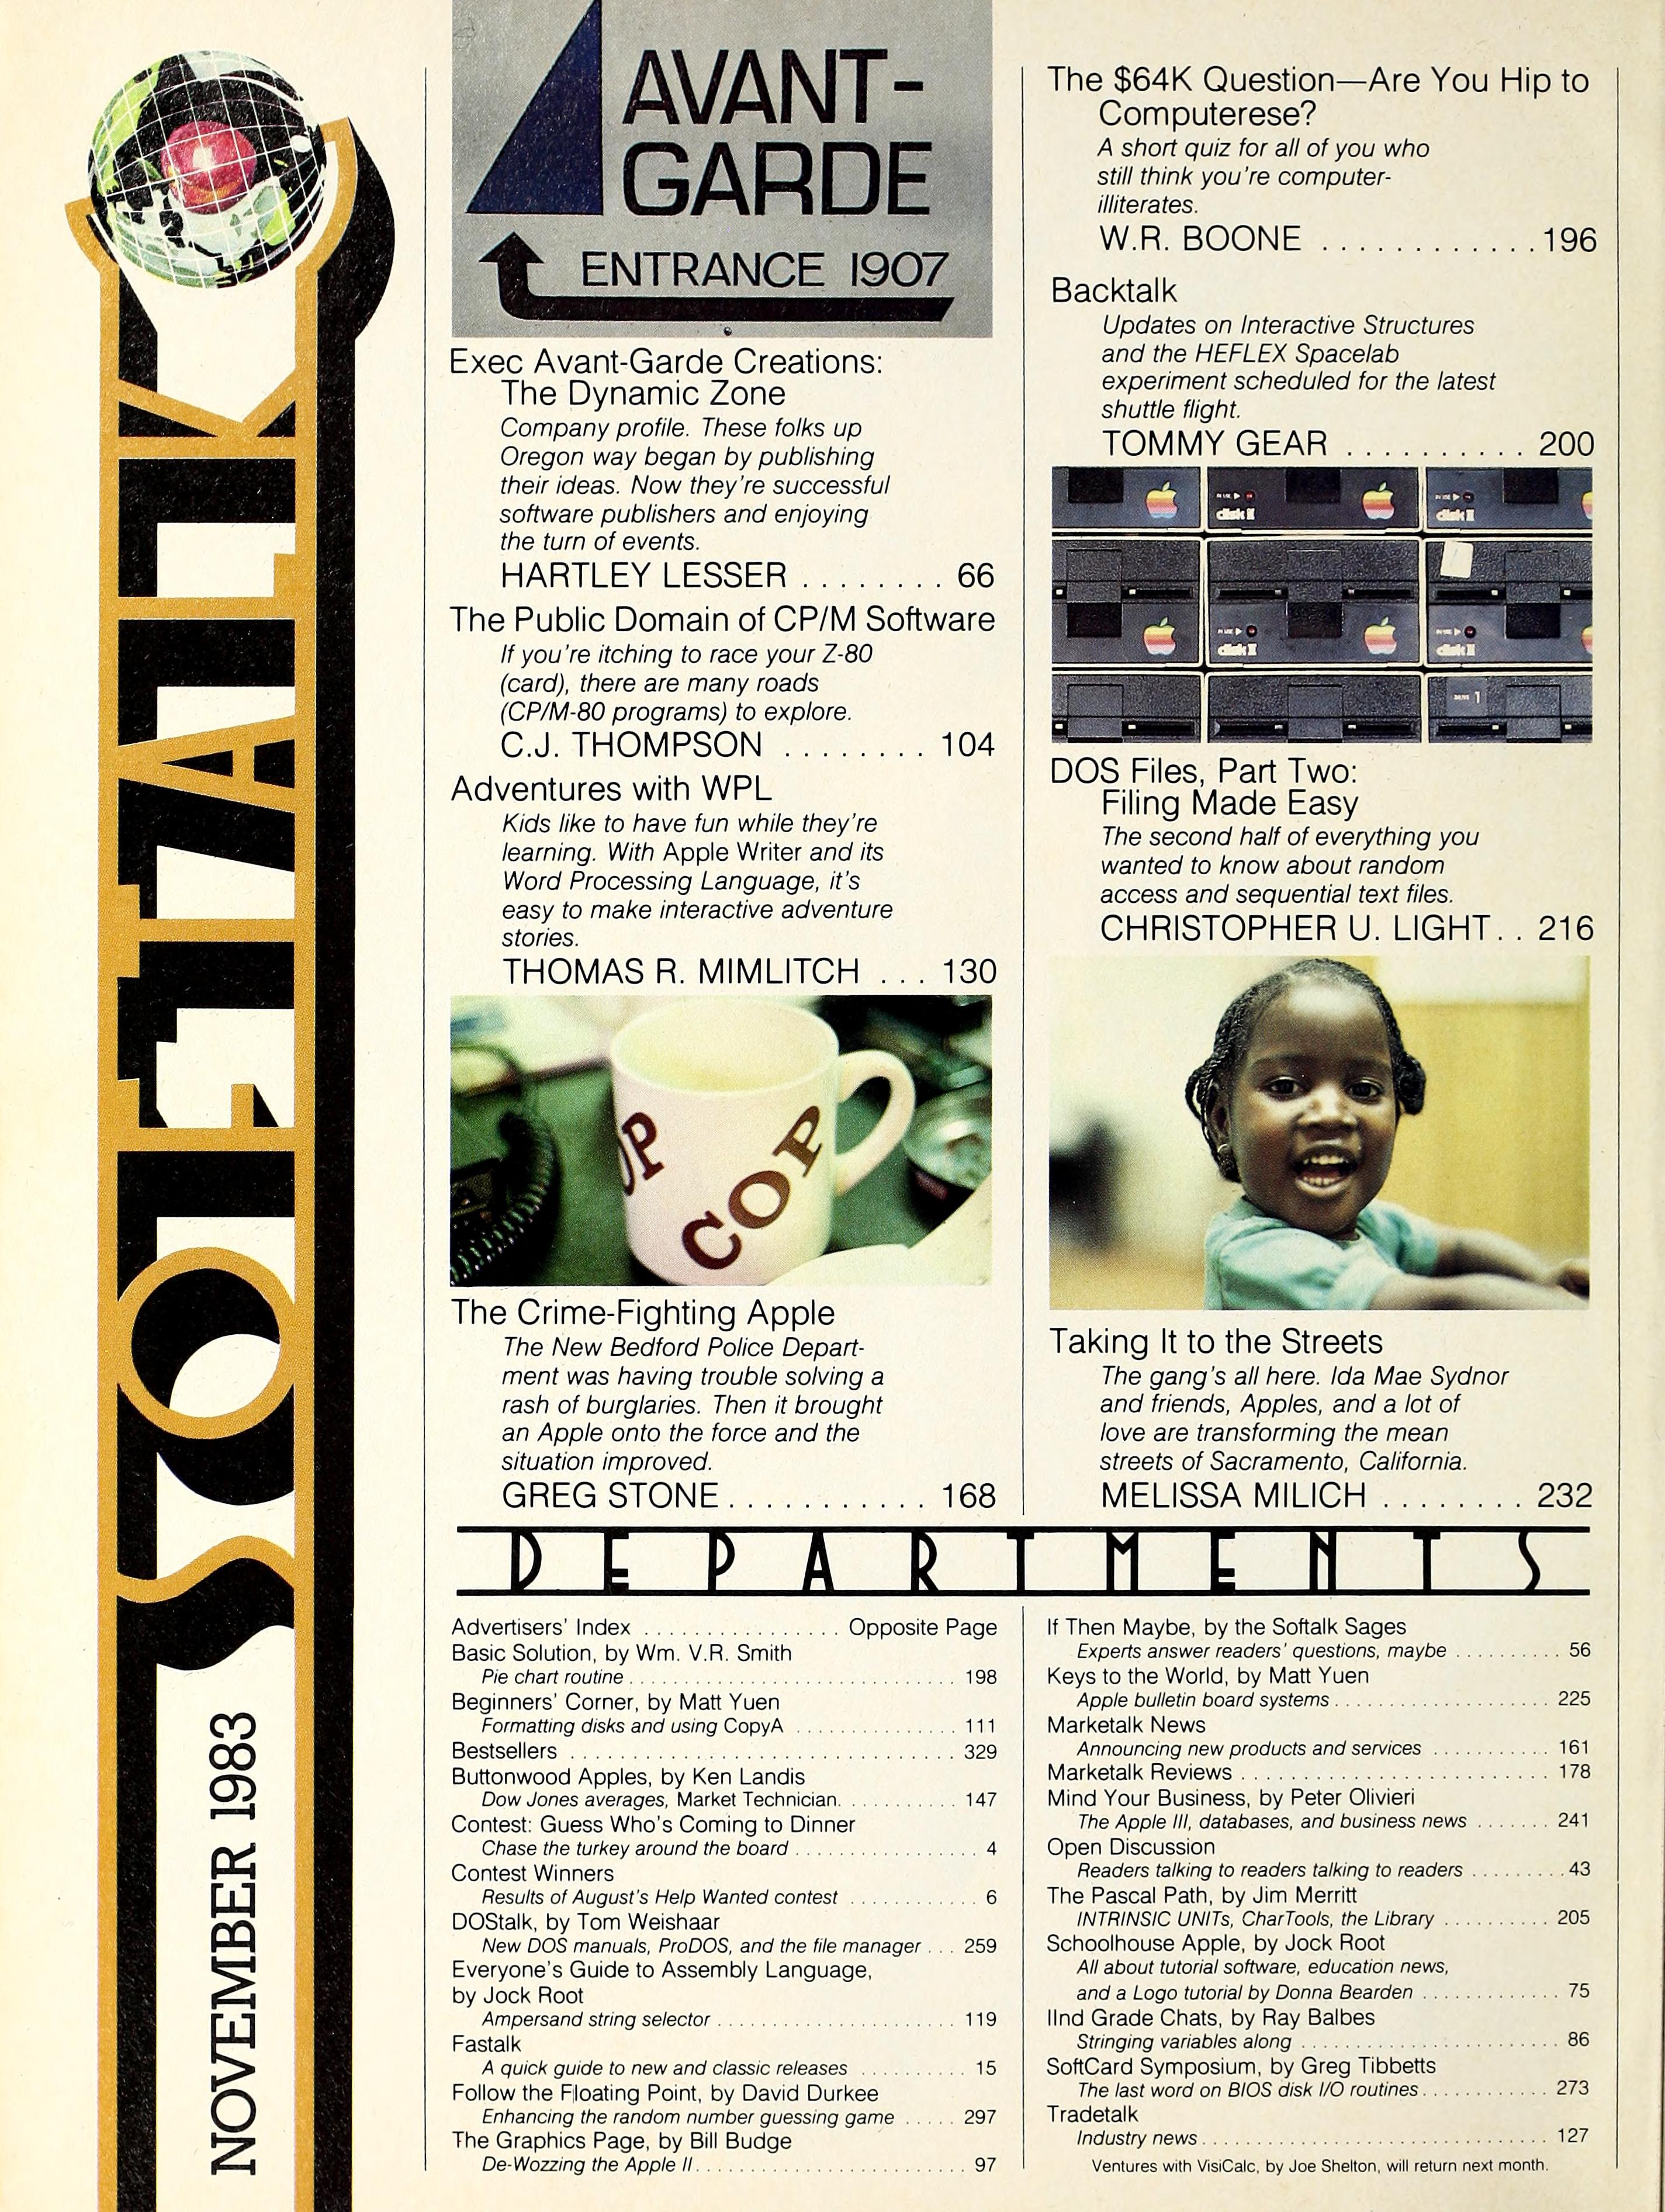 SOFTALK
NOVEMBER 1983
AVANT-
GARDE
ENTRANCE 1907
Exec Avant-Garde Creations:
The Dynamic Zone
Company profile. These folks up
Oregon way began by publishing
their ideas. Now they're successful
software publishers and enjoying
the turn of events.
HARTLEY LESSER ........ 66
The Public Domain of CP/M Software
If you're itching to race your Z-80
(card), there are many roads
(CP/M-80 programs) to explore.
C.J. THOMPSON ........ 104
Adventures with WPL
Kids like to have fun while they're
learning. With Apple Writer and its
Word Processing Language, it's
easy to make interactive adventure
stories.
THOMAS R. MIMLITCH ... 130
UP
COP
The Crime-Fighting Apple
The New Bedford Police Depart-
ment was having trouble solving a
rash of burglaries. Then it brought
an Apple onto the force and the
situation improved.
GREG STONE........... 168
The $64K Question—Are You Hip to
Computerese?
A short quiz for all of you who
still think you're computer-
illiterates.
W.R. BOONE ............ 196
Backtalk
Updates on Interactive Structures
and the HEFLEX Spacelab
experiment scheduled for the latest
shuttle flight.
TOMMY GEAR .......... 200
IN USE
disk II
IN USE
disk II
IN USE
disk II
IN USE
disk II
DRIVE 1
DOS Files, Part Two:
Filing Made Easy
The second half of everything you
wanted to know about random
access and sequential text files.
CHRISTOPHER U. LIGHT.. 216
Taking It to the Streets
The gang's all here. Ida Mae Sydnor
and friends, Apples, and a lot of
love are transforming the mean
streets of Sacramento, California.
MELISSA MILICH ........ 232
DEPARTMENTS
Advertisers' Index ................ Opposite Page
Basic Solution, by Wm. V.R. Smith
Pie chart routine............................. 198
Beginners' Corner, by Matt Yuen
Formatting disks and using CopyA ................ 111
Bestsellers ............................... 329
Buttonwood Apples, by Ken Landis
Dow Jones averages, Market Technician............ 147
Contest: Guess Who's Coming to Dinner
Chase the turkey around the board .................. 4
Contest Winners
Results of August's Help Wanted contest ............ 6
DOStalk, by Tom Weishaar
New DOS manuals, ProDOS, and the file manager ... 259
Everyone's Guide to Assembly Language,
by Jock Root
Ampersand string selector ....................... 119
Fastalk
A quick guide to new and classic releases ........... 15
Follow the Floating Point, by David Durkee
Enhancing the random number guessing game ..... 297
The Graphics Page, by Bill Budge
De-Wozzing the Apple II.......................... 97
If Then Maybe, by the Softalk Sages
Experts answer readers' questions, maybe .......... 56
Keys to the World, by Matt Yuen
Apple bulletin board systems..................... 225
Marketalk News
Announcing new products and services ........... 161
Marketalk Reviews ......................... 178
Mind Your Business, by Peter Olivieri
The Apple III, databases, and business news ....... 241
Open Discussion
Readers talking to readers talking to readers ......... 43
The Pascal Path, by Jim Merritt
INTRINSIC UNITs, CharTools, the Library .......... 205
Schoolhouse Apple, by Jock Root
All about tutorial software, education news,
and a Logo tutorial by Donna Bearden ............. 75
IInd Grade Chats, by Ray Balbes
Stringing variables along ............................ 86
SoftCard Symposium, by Greg Tibbetts
The last word on BIOS disk I/O routines............ 273
Tradetalk
Industry news................................. 127
Ventures with VisiCalc, by Joe Shelton, will return next month.